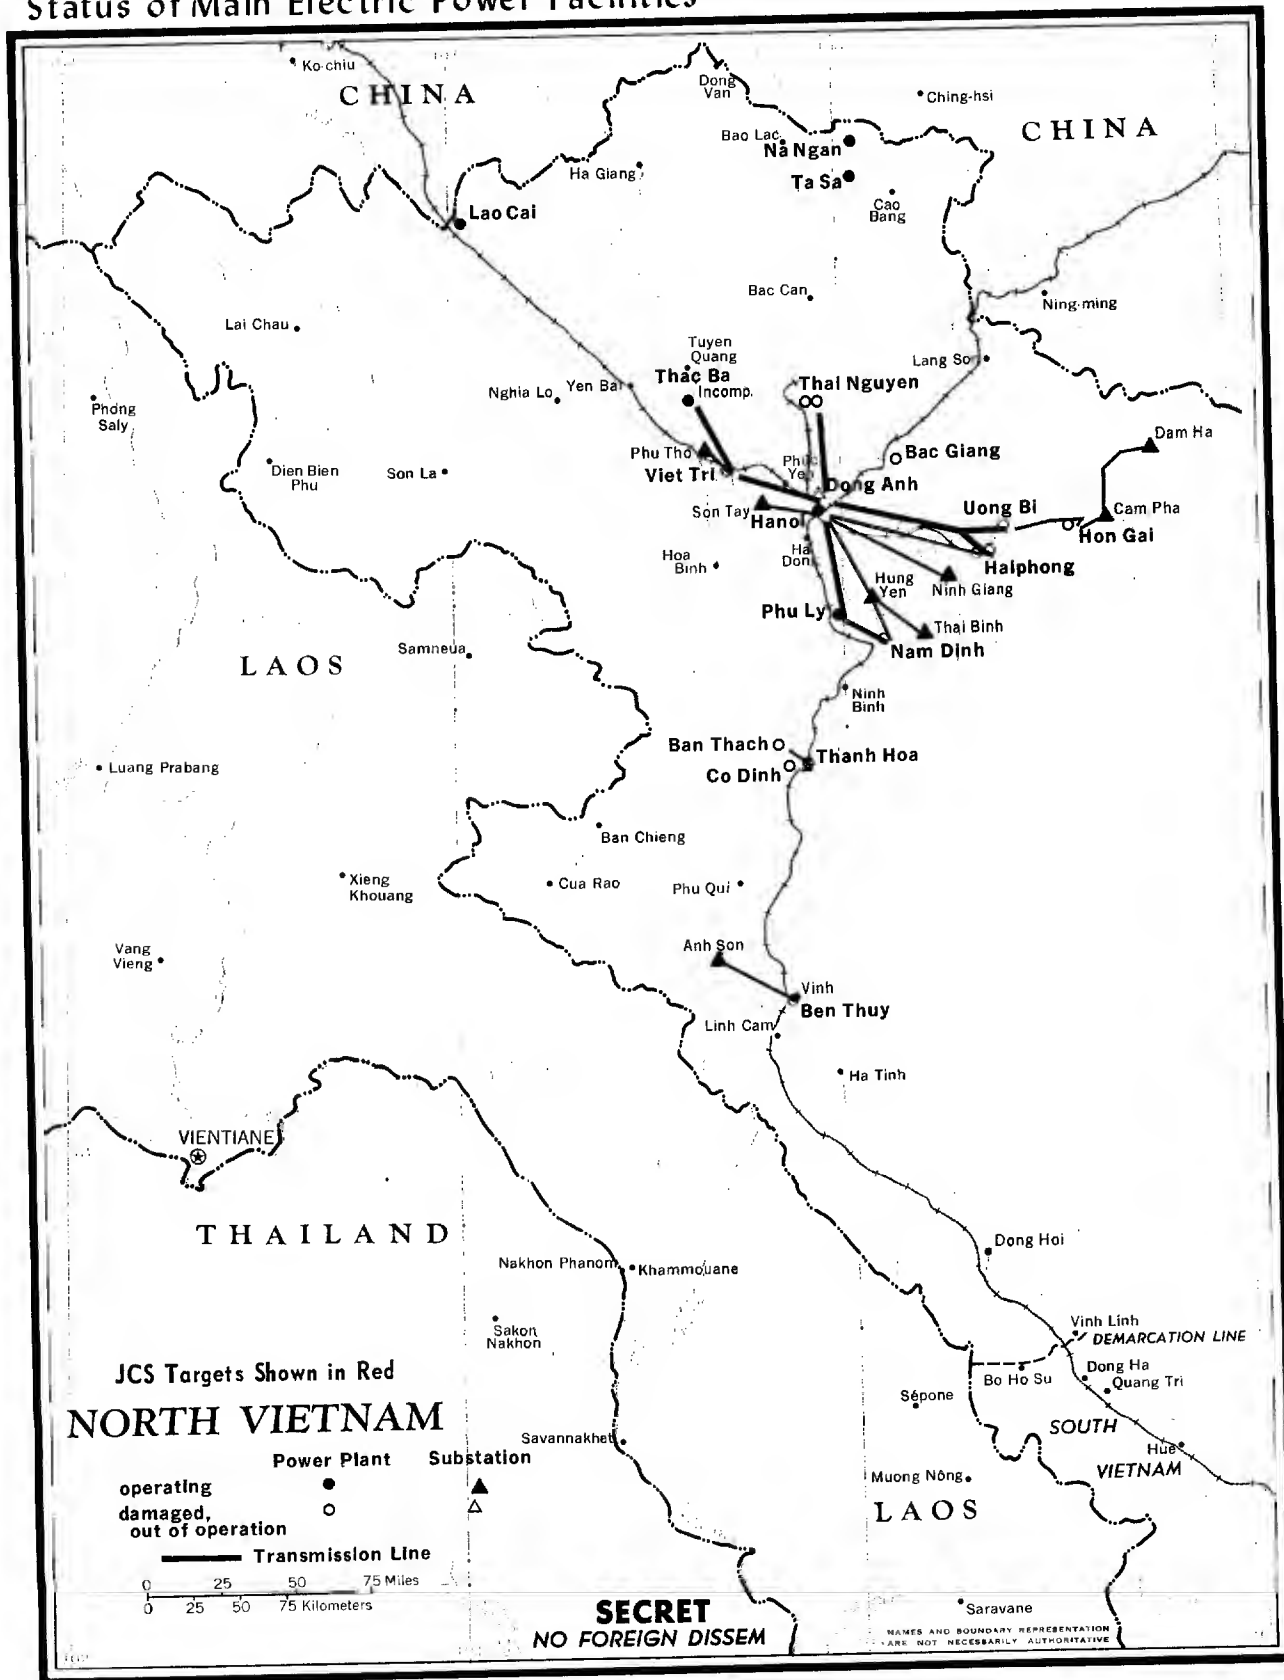 Status of Main Electric Power Facilities
Ko-chiu
CHINA
Dong
Van
Ching-hsi
CHINA
Bao Lac
Na Ngan
Ha Giang
Ta Sa
Cao
Bang
Lao Cai
Bac Can
Ning-ming
Lai Chau
Tuyen
Quang
Lang Son
Thac Ba
Incomp.
Thai Nguyen
Nghia Lo
Yen Bai
Phong
Saly
Dam Ha
Phu Tho
Bac Giang
Dien Bien
Phu
Son La
Viet Tri
Phuc
Yen
Dong Anh
Son Tay
Hanoi
Uong Bi
Cam Pha
Hon Gai
Hoa
Binh
Ha
Dong
Haiphong
Hung
Yen
Ninh Giang
Phu Ly
Thai Binh
Nam Dinh
Samneua
LAOS
Ninh
Binh
Ban Thach
Thanh Hoa
Co Dinh
Luang Prabang
Ban Chieng
Xieng
Khouang
Cua Rao
Phu Qui
Vang
Vieng
Anh Son
Vinh
Ben Thuy
Linh Cam
Ha Tinh
VIENTIANE
THAILAND
Dong Hoi
Nakhon Phanom
Khammouane
Sakon
Nakhon
Vinh Linh
DEMARCATION LINE
Dong Ha
Bo Ho Su
Quang Tri
Sépone
SOUTH
VIETNAM
Hue
Savannakhet
Muong Nông
LAOS
Saravane
JCS Targets Shown in Red
NORTH VIETNAM
Power Plant Substation
operating
damaged,
out of operation
Transmission Line
0 25 50 75 Miles
0 25 50 75 Kilometers
SECRET
NO FOREIGN DISSEM
NAMES AND BOUNDARY REPRESENTATION
ARE NOT NECESSARILY AUTHORITATIVE